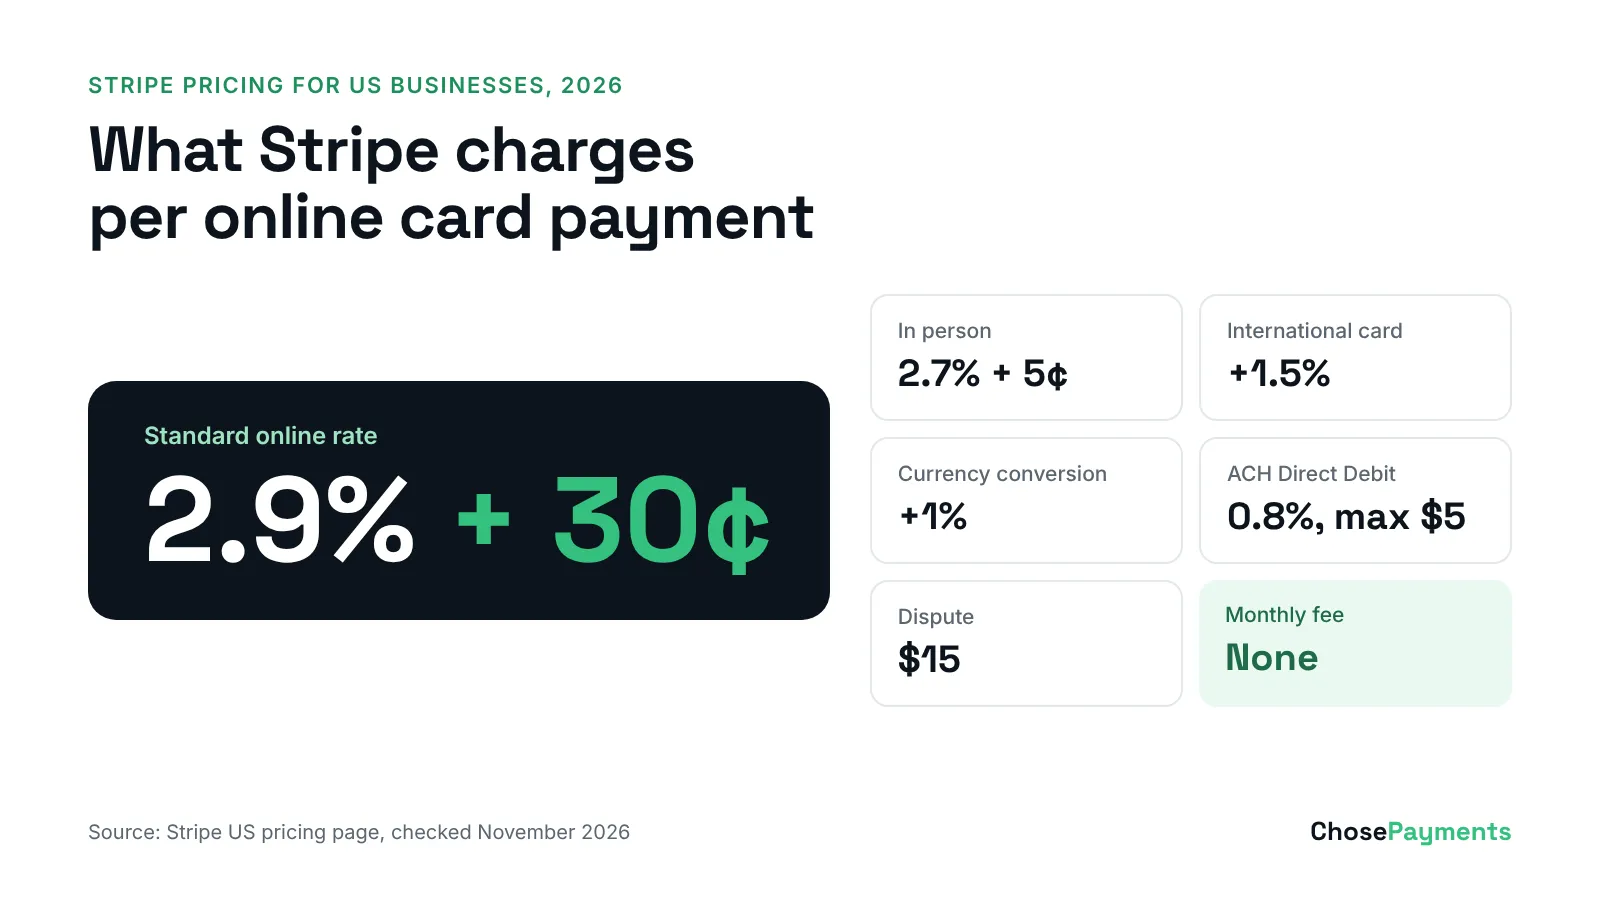 STRIPE PRICING FOR US BUSINESSES, 2026
What Stripe charges
per online card payment
Standard online rate
2.9% + 30¢
In person
2.7% + 5¢
International card
+1.5%
Currency conversion
+1%
ACH Direct Debit
0.8%, max $5
Dispute
$15
Monthly fee
None
Source: Stripe US pricing page, checked November 2026
ChosePayments